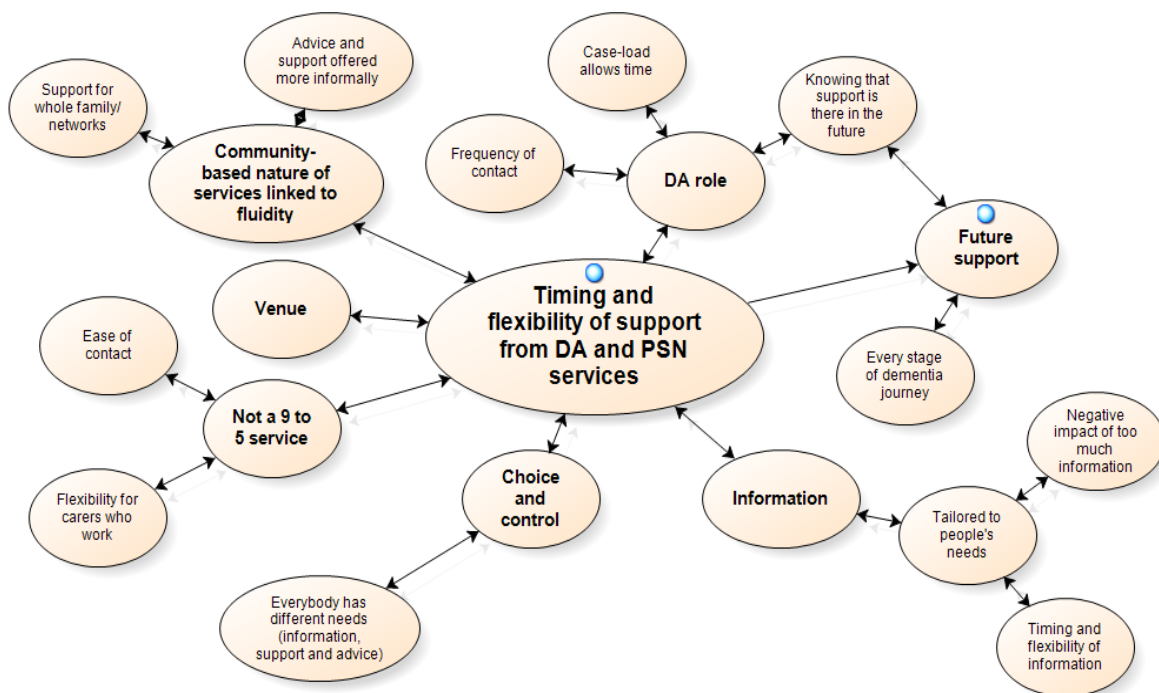 Advice and
support offered
more informally
Support for
whole family/
networks
Community-
based nature of
services linked to
fluidity
Case-load
allows time
Frequency of
contact
DA role
Knowing that
support is
there in the
future
Future
support
Every stage
of dementia
journey
Timing and
flexibility of support
from DA and PSN
services
Venue
Ease of
contact
Not a 9 to
5 service
Flexibility for
carers who
work
Choice
and
control
Everybody has
different needs
(information,
support and advice)
Information
Tailored to
people's
needs
Negative
impact of too
much
information
Timing and
flexibility of
information